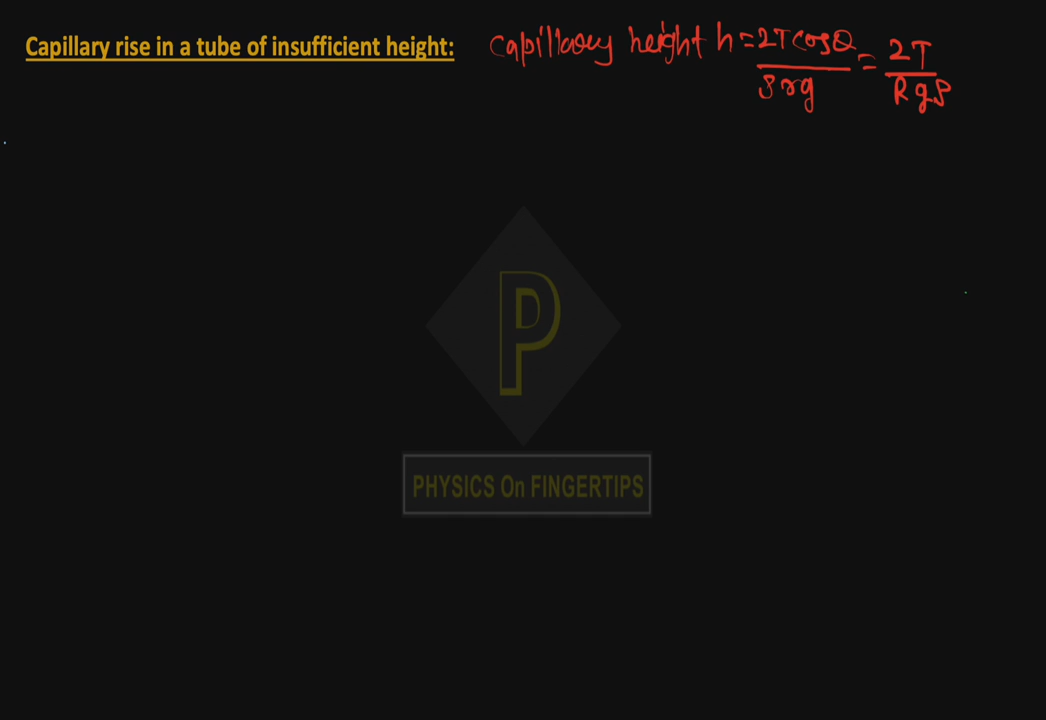 Capillary rise in a tube of insufficient height:
Capillary height h = 2T cosθ / ρrg = 2T / Rgρ
P
PHYSICS On FINGERTIPS